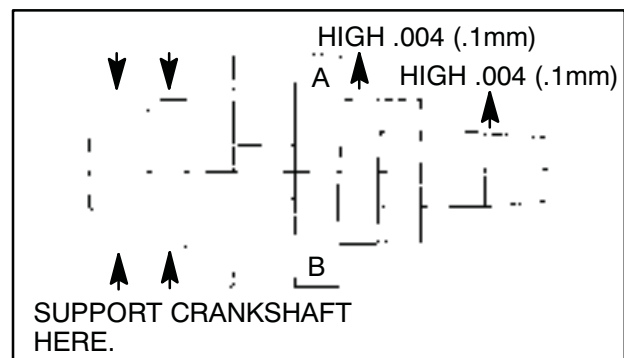 HIGH .004 (.1mm)
A
HIGH .004 (.1mm)
B
SUPPORT CRANKSHAFT
HERE.